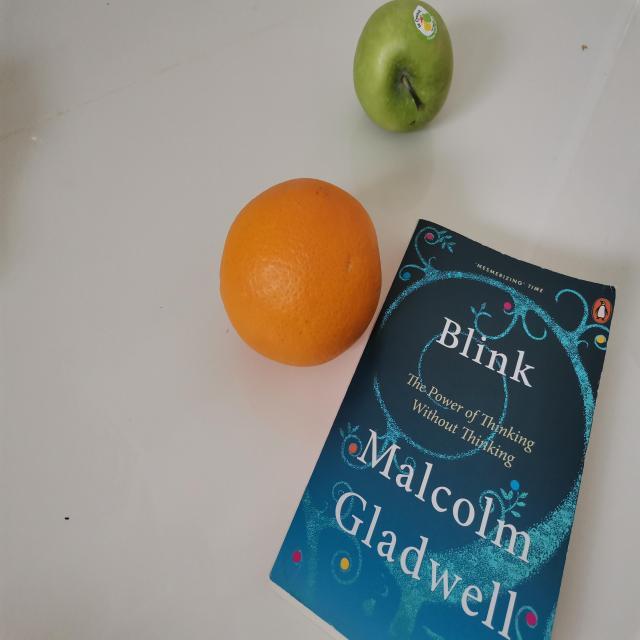 'MESMERIZING' TIME
Blink
The Power of Thinking
Without Thinking
Malcolm
Gladwell